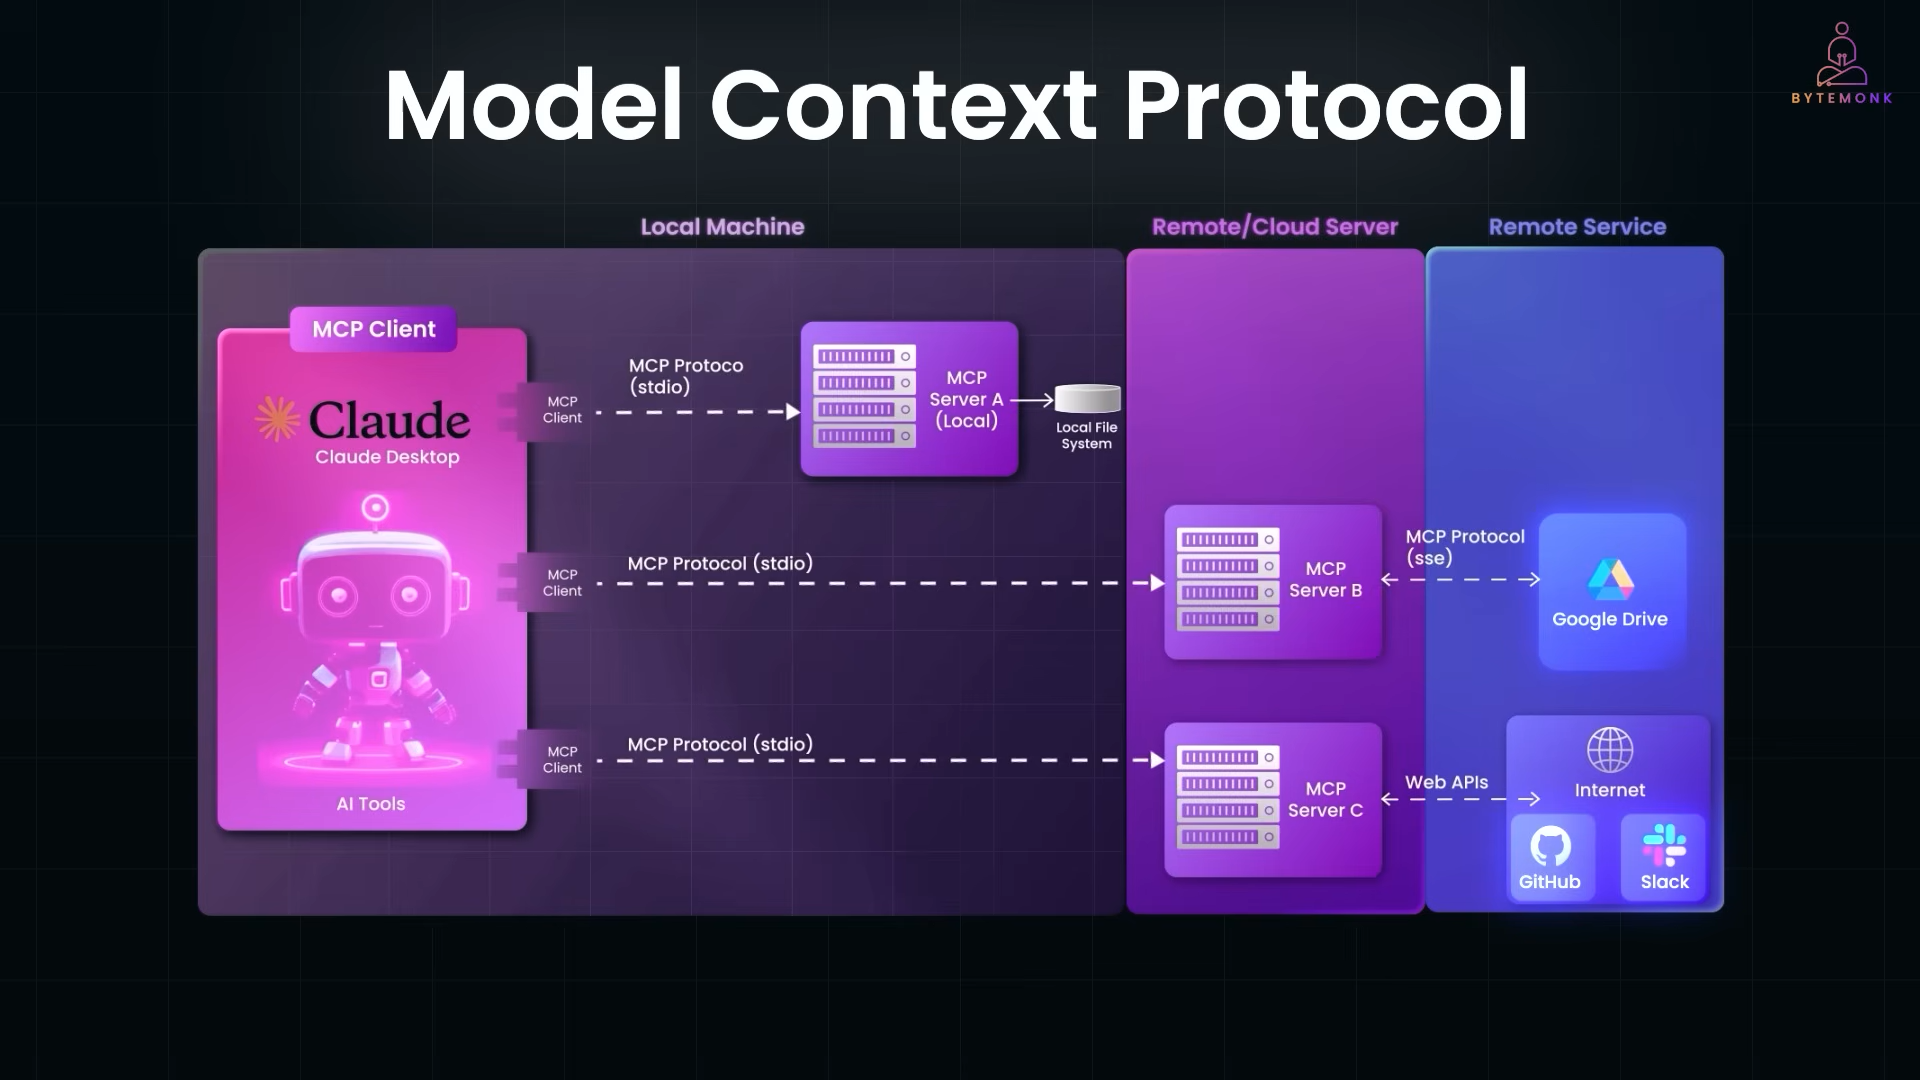 Model Context Protocol
BYTEMONK
Local Machine
Remote/Cloud Server
Remote Service
MCP Client
Claude
Claude Desktop
AI Tools
MCP
Client
MCP Protoco
(stdio)
MCP
Server A
(Local)
Local File
System
MCP
Client
MCP Protocol (stdio)
MCP
Server B
MCP Protocol
(sse)
Google Drive
MCP
Client
MCP Protocol (stdio)
MCP
Server C
Web APIs
Internet
GitHub
Slack